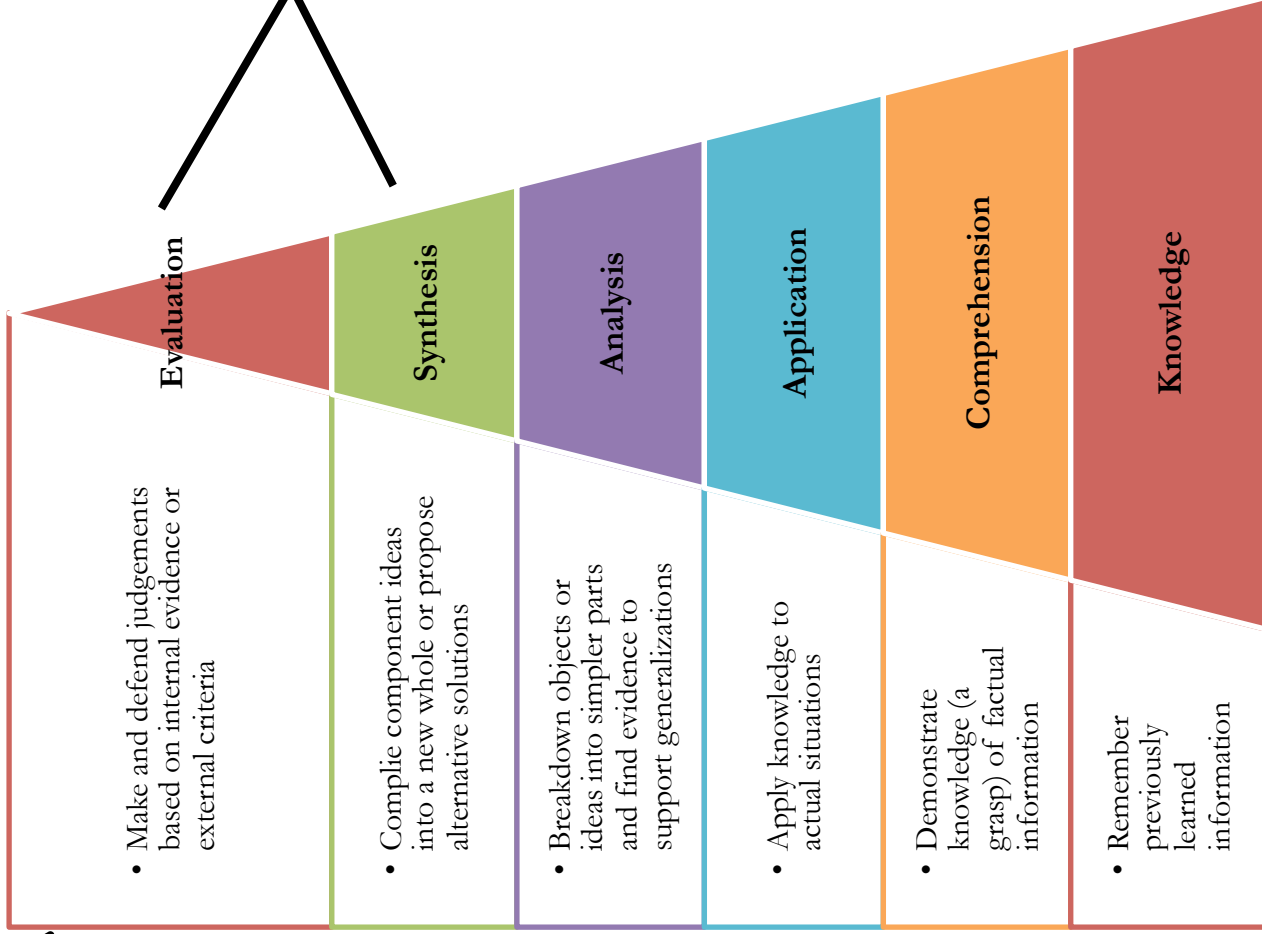 Evaluation
• Make and defend judgements
based on internal evidence or
external criteria
Synthesis
• Complie component ideas
into a new whole or propose
alternative solutions
Analysis
• Breakdown objects or
ideas into simpler parts
and find evidence to
support generalizations
Application
• Apply knowledge to
actual situations
Comprehension
• Demonstrate
knowledge (a
grasp) of factual
information
Knowledge
• Remember
previously
learned
information